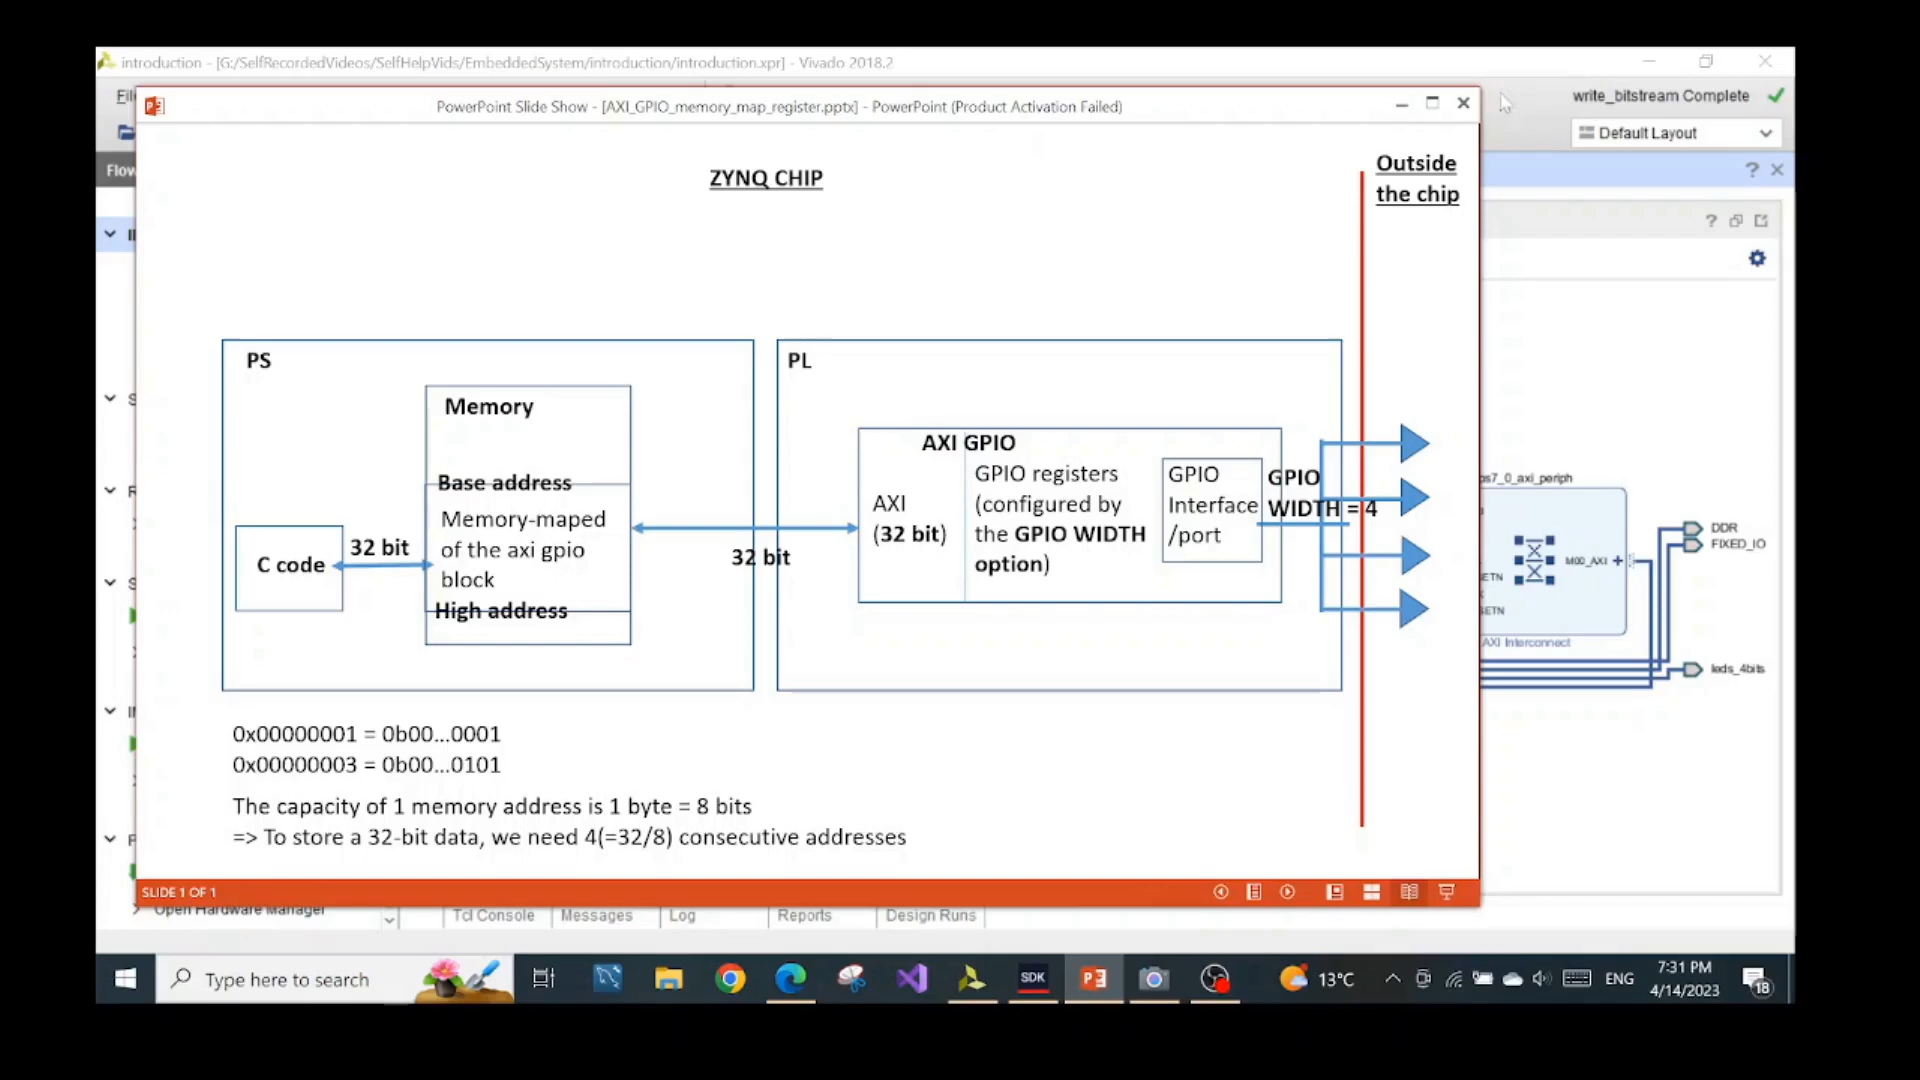 introduction - [G:/SelfRecordedVideos/SelfHelpVids/EmbeddedSystem/introduction/introduction.xpr] - Vivado 2018.2
write_bitstream Complete
Default Layout
PowerPoint Slide Show - [AXI_GPIO_memory_map_register.pptx] - PowerPoint (Product Activation Failed)
ZYNQ CHIP
Outside
the chip
PS
Memory
Base address
Memory-maped
of the axi gpio
block
High address
C code
32 bit
32 bit
PL
AXI GPIO
AXI
(32 bit)
GPIO registers
(configured by
the GPIO WIDTH
option)
GPIO
Interface
/port
GPIO
WIDTH = 4
0x00000001 = 0b00...0001
0x00000003 = 0b00...0101
The capacity of 1 memory address is 1 byte = 8 bits
=> To store a 32-bit data, we need 4(=32/8) consecutive addresses
s7_0_axi_periph
M00_AXI
AXI Interconnect
DDR
FIXED_IO
leds_4bits
SLIDE 1 OF 1
Open Hardware Manager
Tcl Console
Messages
Log
Reports
Design Runs
Type here to search
SDK
13°C
ENG
7:31 PM
4/14/2023
18